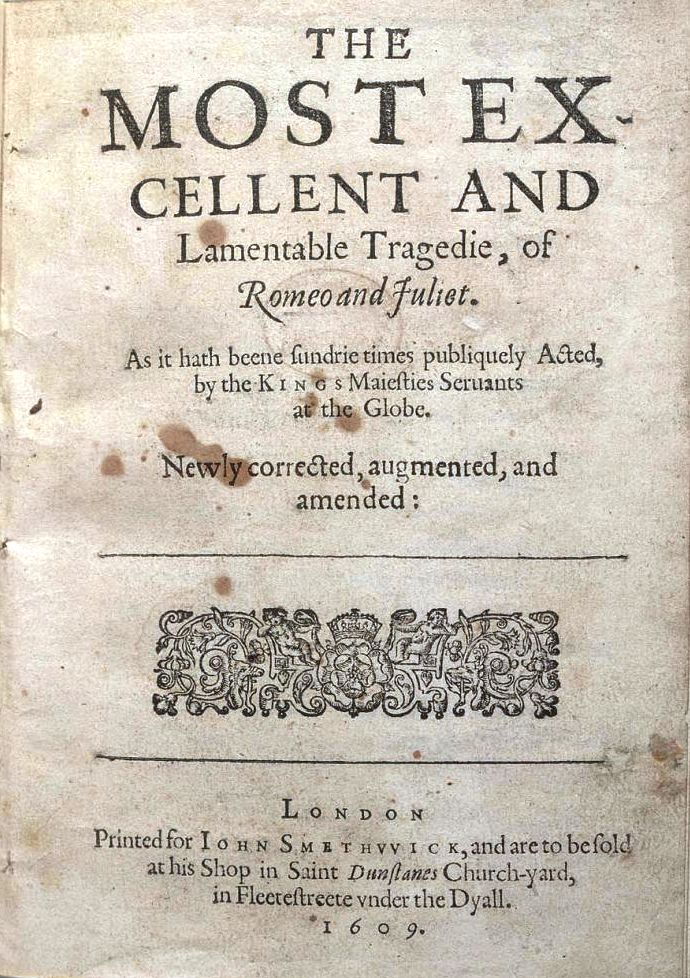 THE
MOST EX-
CELLENT AND
Lamentable Tragedie, of
Romeo and Juliet.
As it hath beene ſundrie times publiquely Acted,
by the KINGS Maieſties Seruants
at the Globe.
Newly corrected, augmented, and
amended:
LONDON
Printed for IOHN SMETHVVICK, and are to be ſold
at his Shop in Saint Dunſtanes Church-yard,
in Fleeteſtreete vnder the Dyall.
1609.